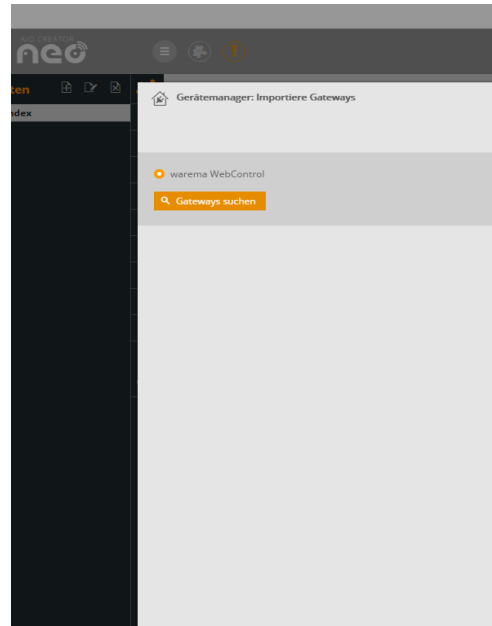 AIO CREATOR
neo
ten
Gerätemanager: Importiere Gateways
ndex
warema WebControl
Gateways suchen